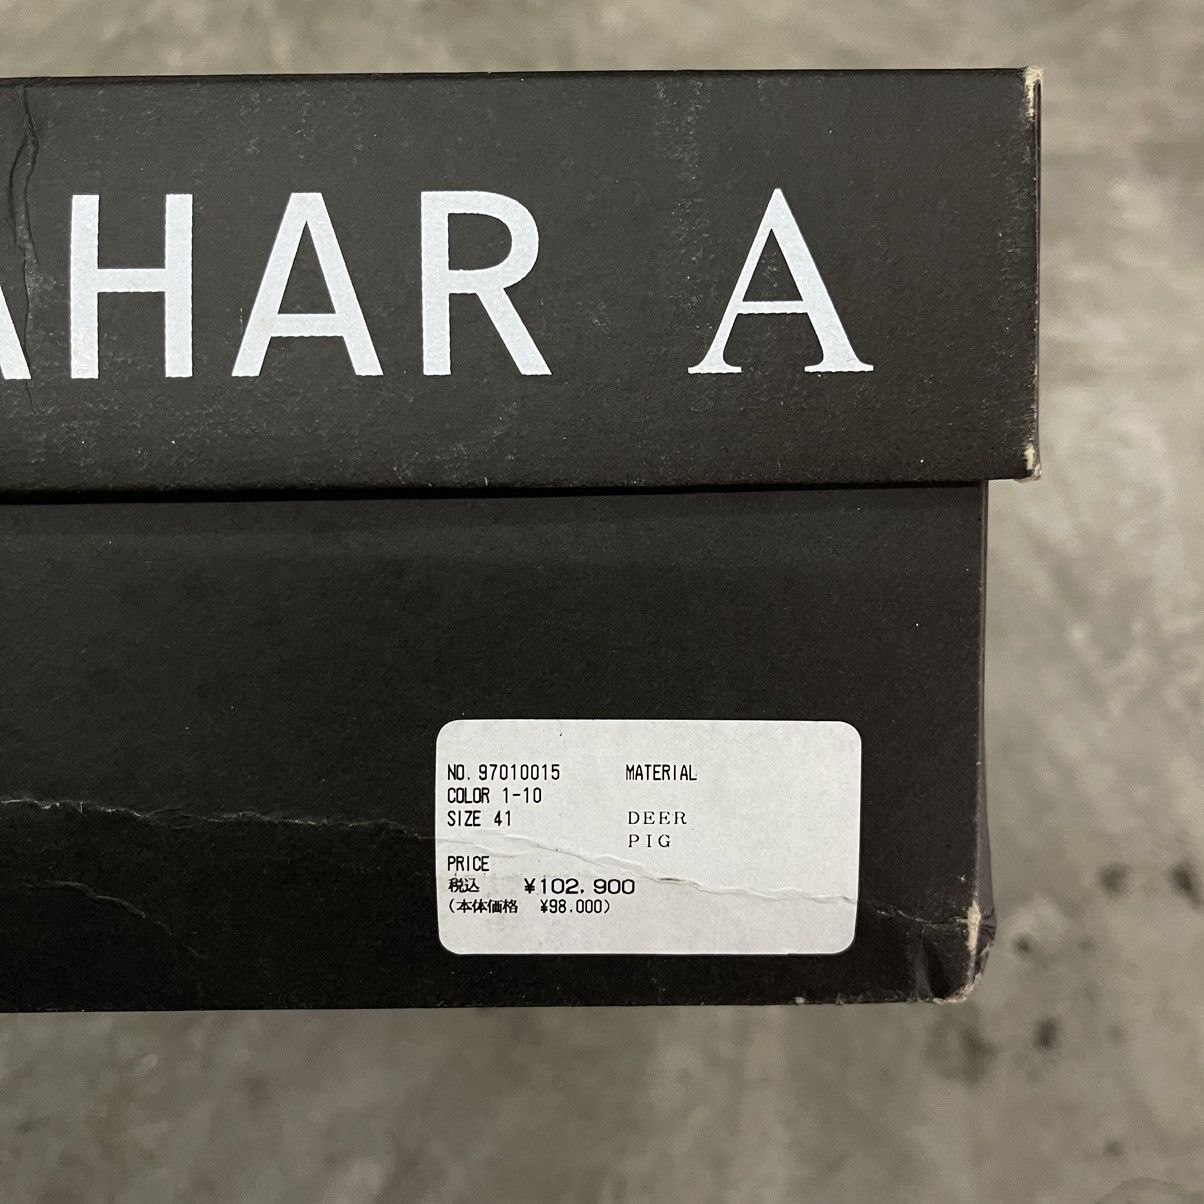 AHAR A
NO. 97010015 MATERIAL
COLOR 1-10
SIZE 41 DEER
PIG
PRICE
税込 ¥102,900
(本体価格 ¥98.000)